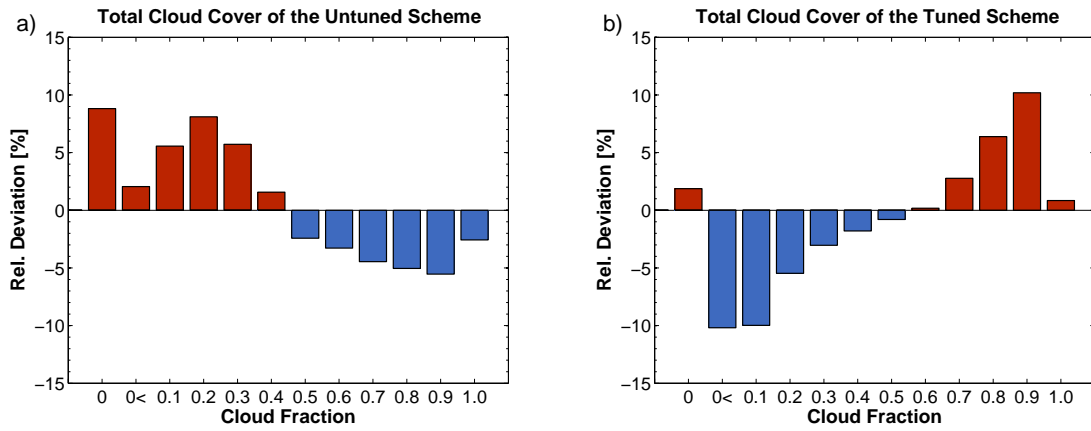 a)
Total Cloud Cover of the Untuned Scheme
Rel. Deviation [%]
15
10
5
0
−5
−10
−15
0 0< 0.1 0.2 0.3 0.4 0.5 0.6 0.7 0.8 0.9 1.0
Cloud Fraction
b)
Total Cloud Cover of the Tuned Scheme
Rel. Deviation [%]
15
10
5
0
−5
−10
−15
0 0< 0.1 0.2 0.3 0.4 0.5 0.6 0.7 0.8 0.9 1.0
Cloud Fraction